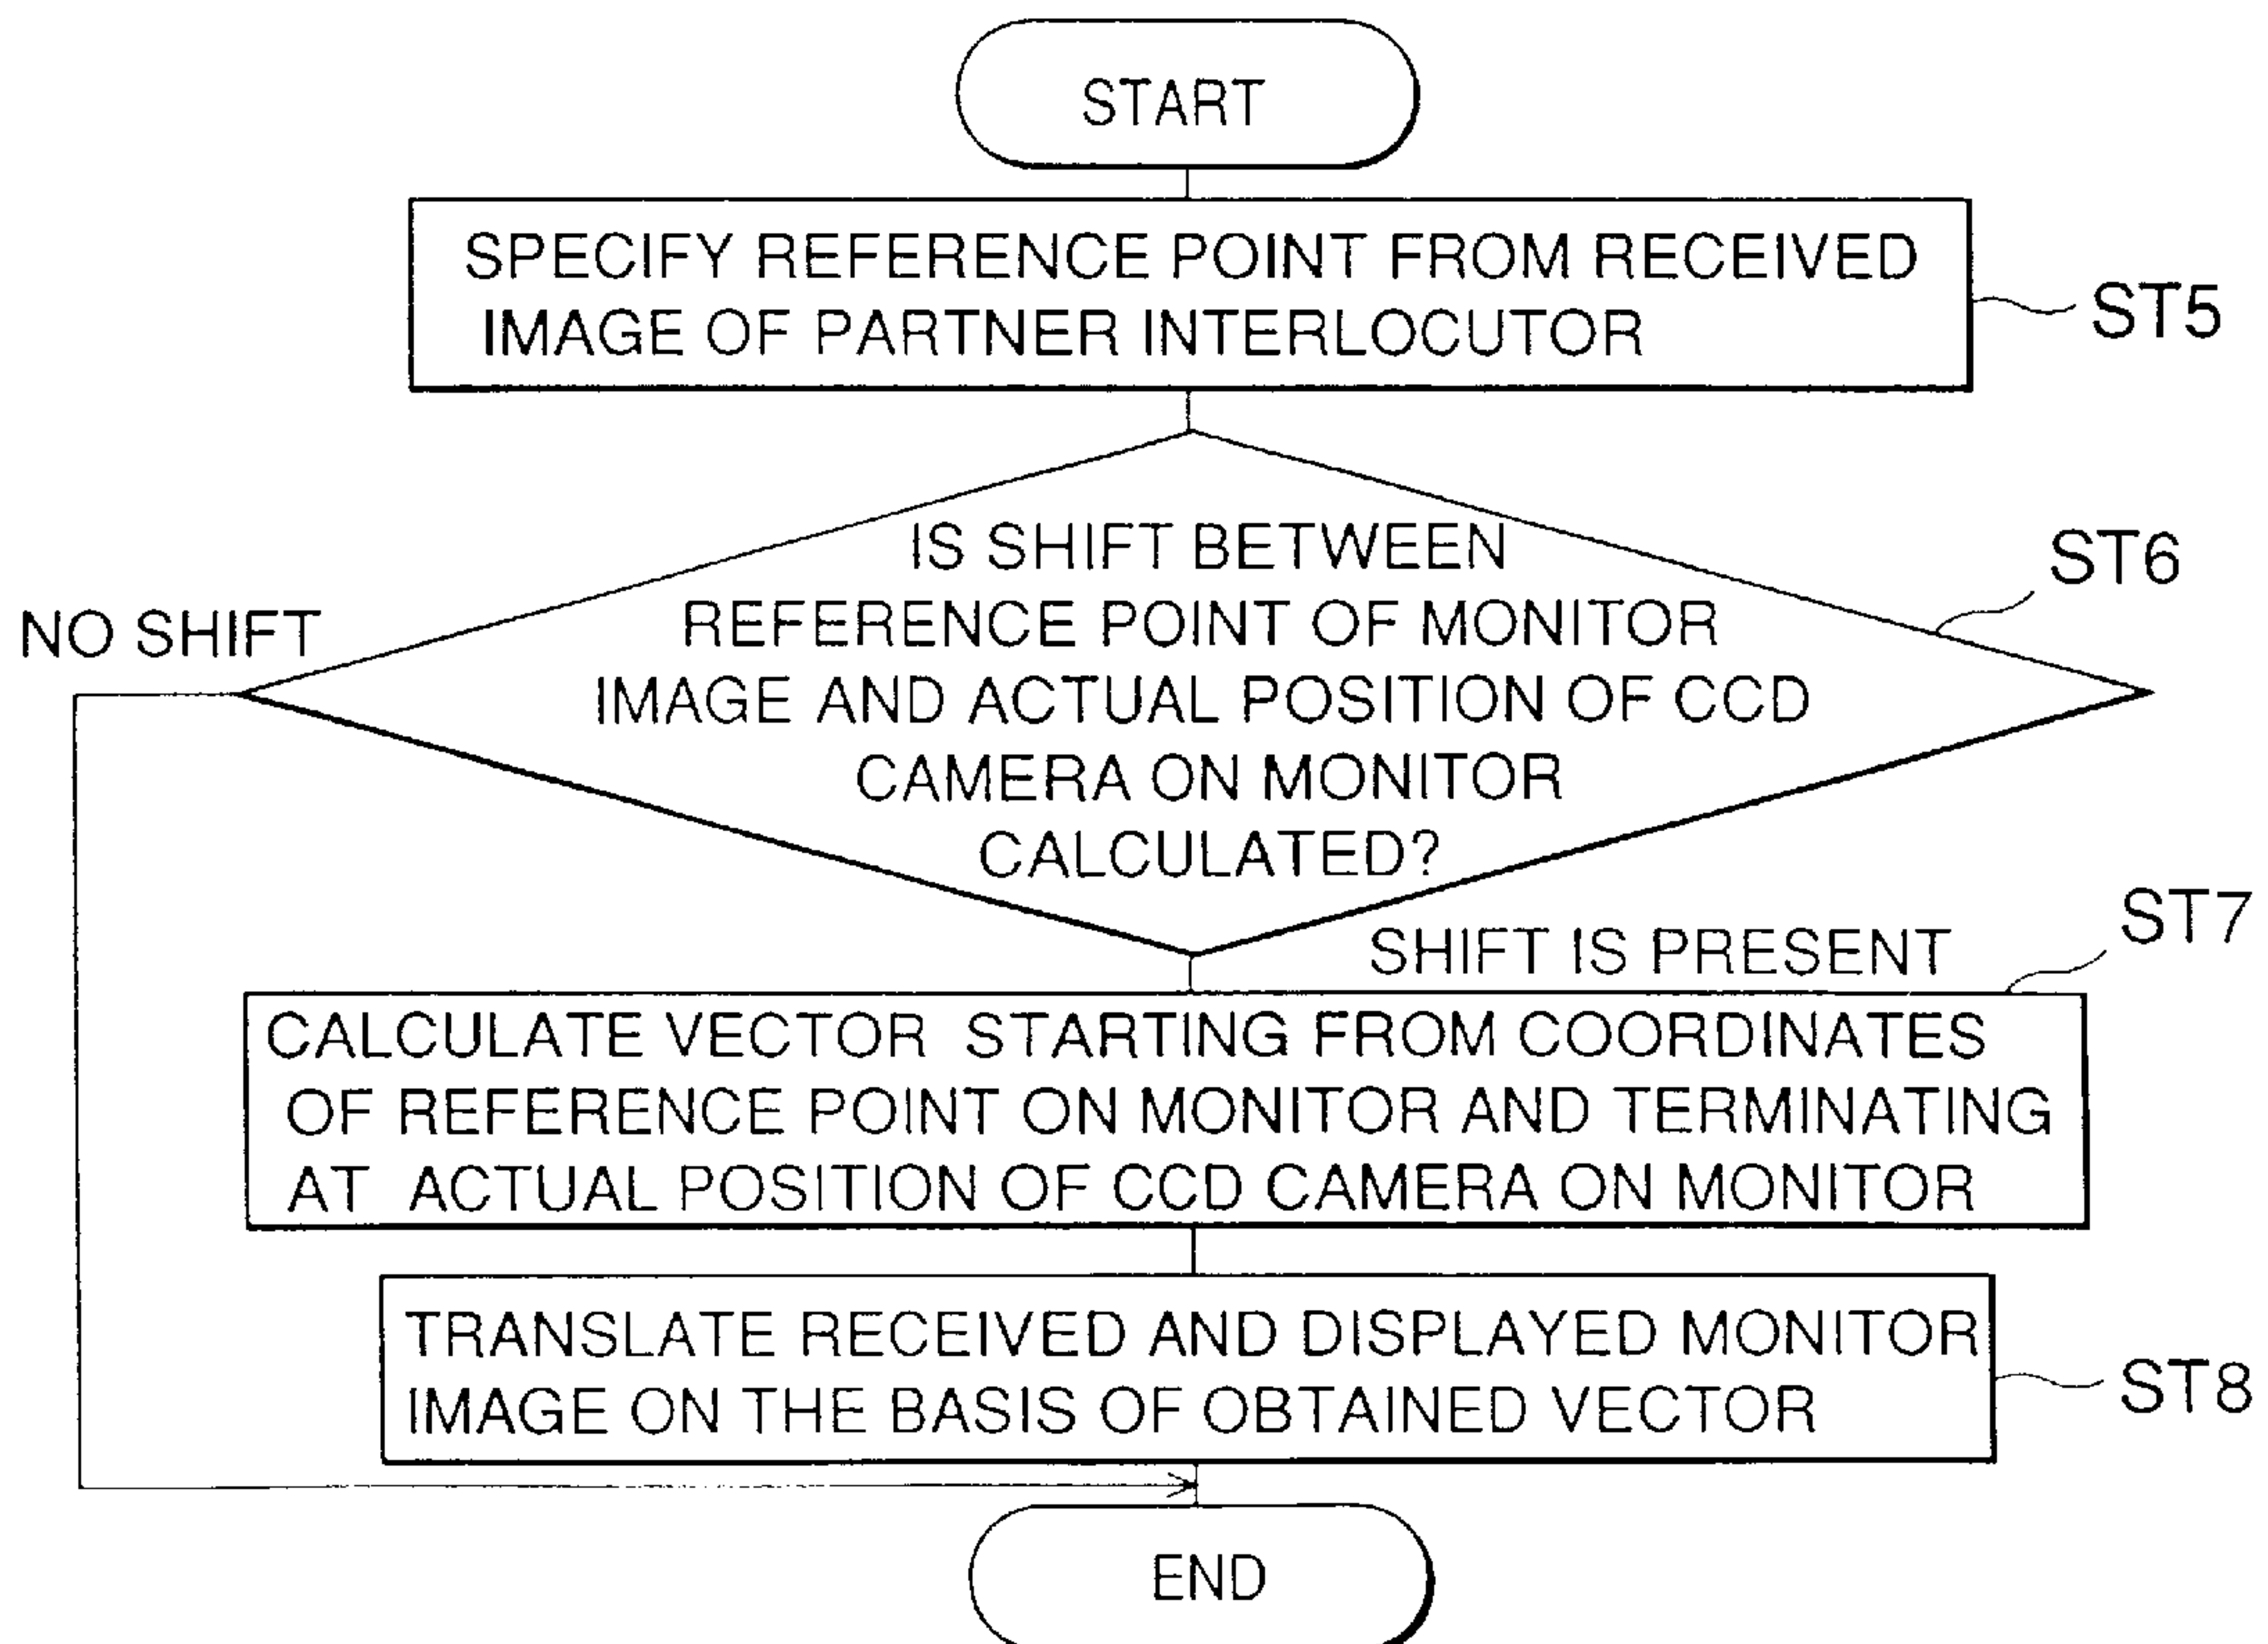 START
SPECIFY REFERENCE POINT FROM RECEIVED
IMAGE OF PARTNER INTERLOCUTOR
ST5
IS SHIFT BETWEEN
REFERENCE POINT OF MONITOR
IMAGE AND ACTUAL POSITION OF CCD
CAMERA ON MONITOR
CALCULATED?
ST6
NO SHIFT
SHIFT IS PRESENT
ST7
CALCULATE VECTOR STARTING FROM COORDINATES
OF REFERENCE POINT ON MONITOR AND TERMINATING
AT ACTUAL POSITION OF CCD CAMERA ON MONITOR
TRANSLATE RECEIVED AND DISPLAYED MONITOR
IMAGE ON THE BASIS OF OBTAINED VECTOR
ST8
END